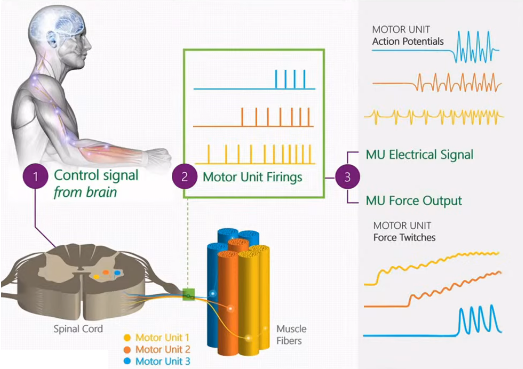 MOTOR UNIT
Action Potentials
1
Control signal
from brain
2
Motor Unit Firings
3
MU Electrical Signal
MU Force Output
MOTOR UNIT
Force Twitches
Spinal Cord
Muscle
Fibers
Motor Unit 1
Motor Unit 2
Motor Unit 3